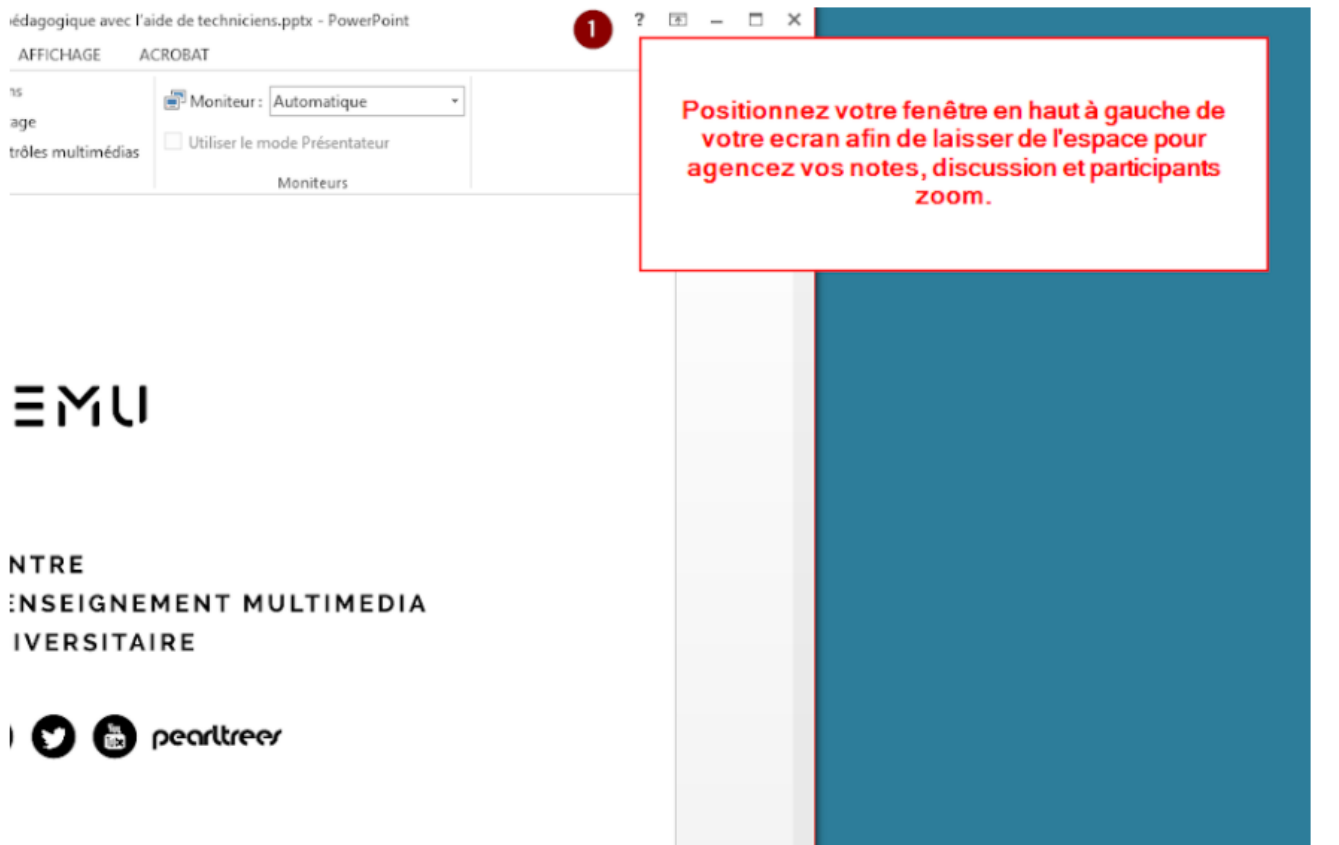 édagogique avec l'aide de techniciens.pptx - PowerPoint
1
?
AFFICHAGE ACROBAT
ns
Moniteur : Automatique
age
Utiliser le mode Présentateur
trôles multimédias
Moniteurs
Positionnez votre fenêtre en haut à gauche de
votre ecran afin de laisser de l'espace pour
agencez vos notes, discussion et participants
zoom.
EMU
NTRE
ENSEIGNEMENT MULTIMEDIA
IVERSITAIRE
You
Tube
pearltrees